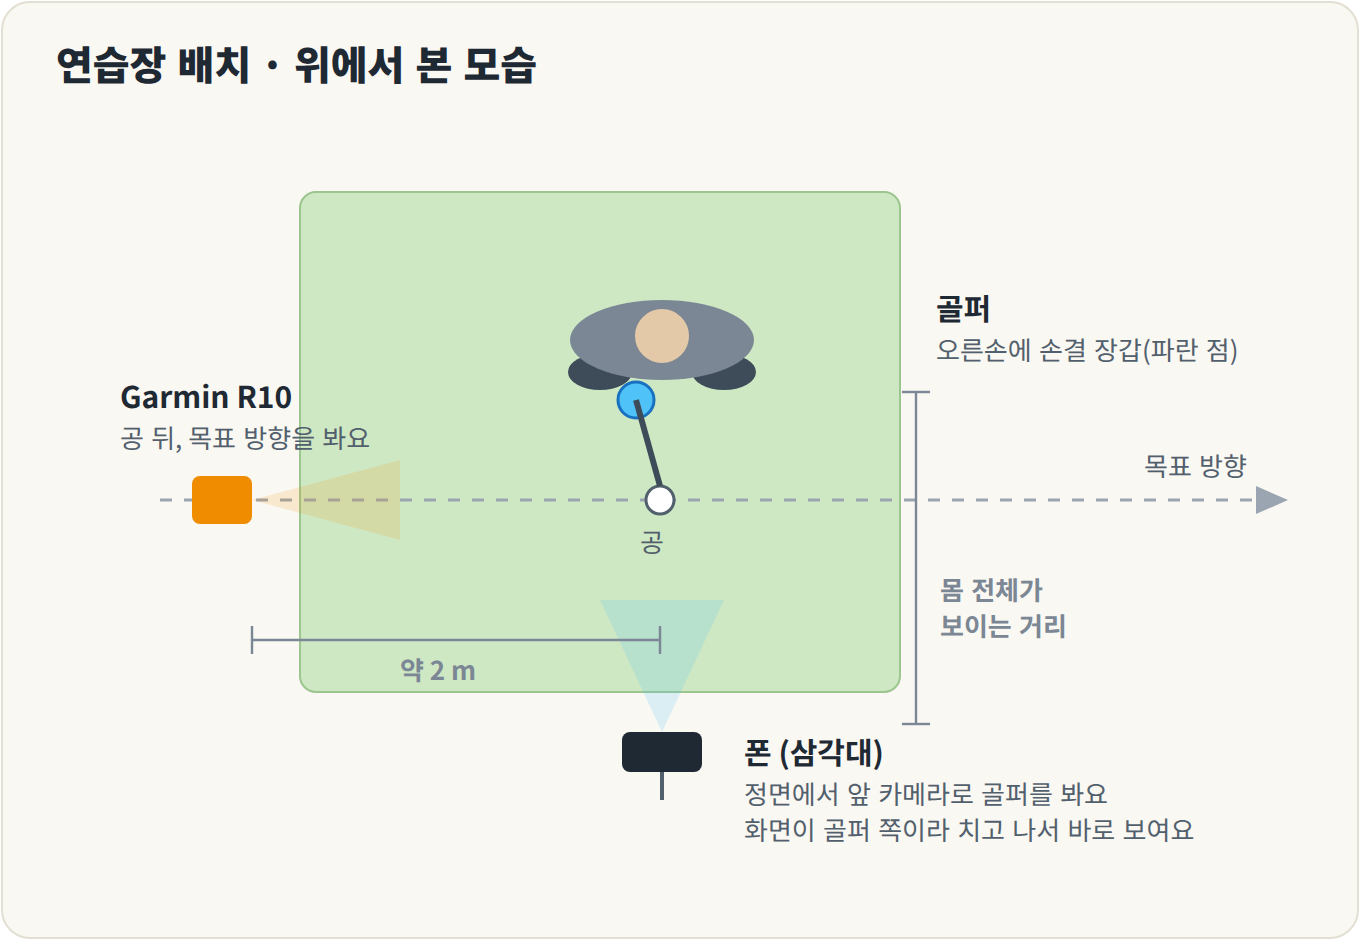 연습장 배치 · 위에서 본 모습
골퍼
오른손에 손결 장갑(파란 점)
Garmin R10
공 뒤, 목표 방향을 봐요
목표 방향
공
몸 전체가
보이는 거리
약 2 m
폰 (삼각대)
정면에서 앞 카메라로 골퍼를 봐요
화면이 골퍼 쪽이라 치고 나서 바로 보여요